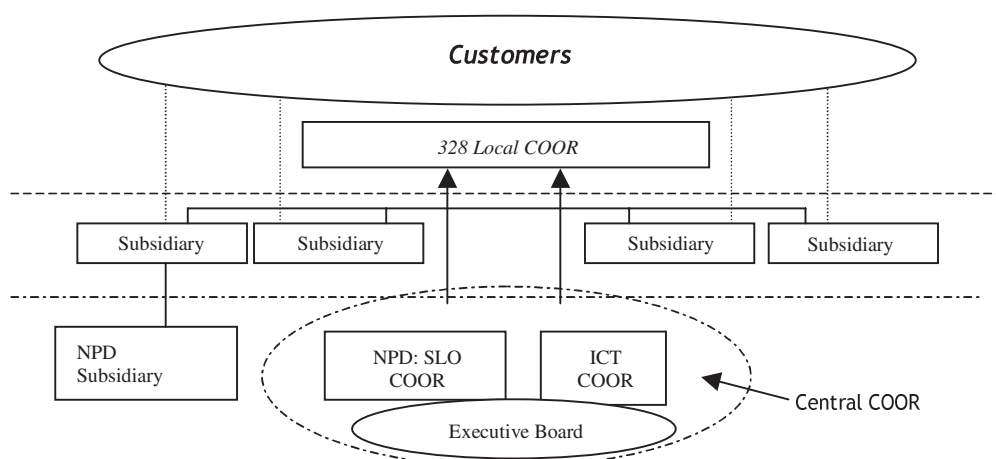 Customers
328 Local COOR
Subsidiary
Subsidiary
Subsidiary
Subsidiary
NPD
Subsidiary
NPD: SLO
COOR
ICT
COOR
Central COOR
Executive Board